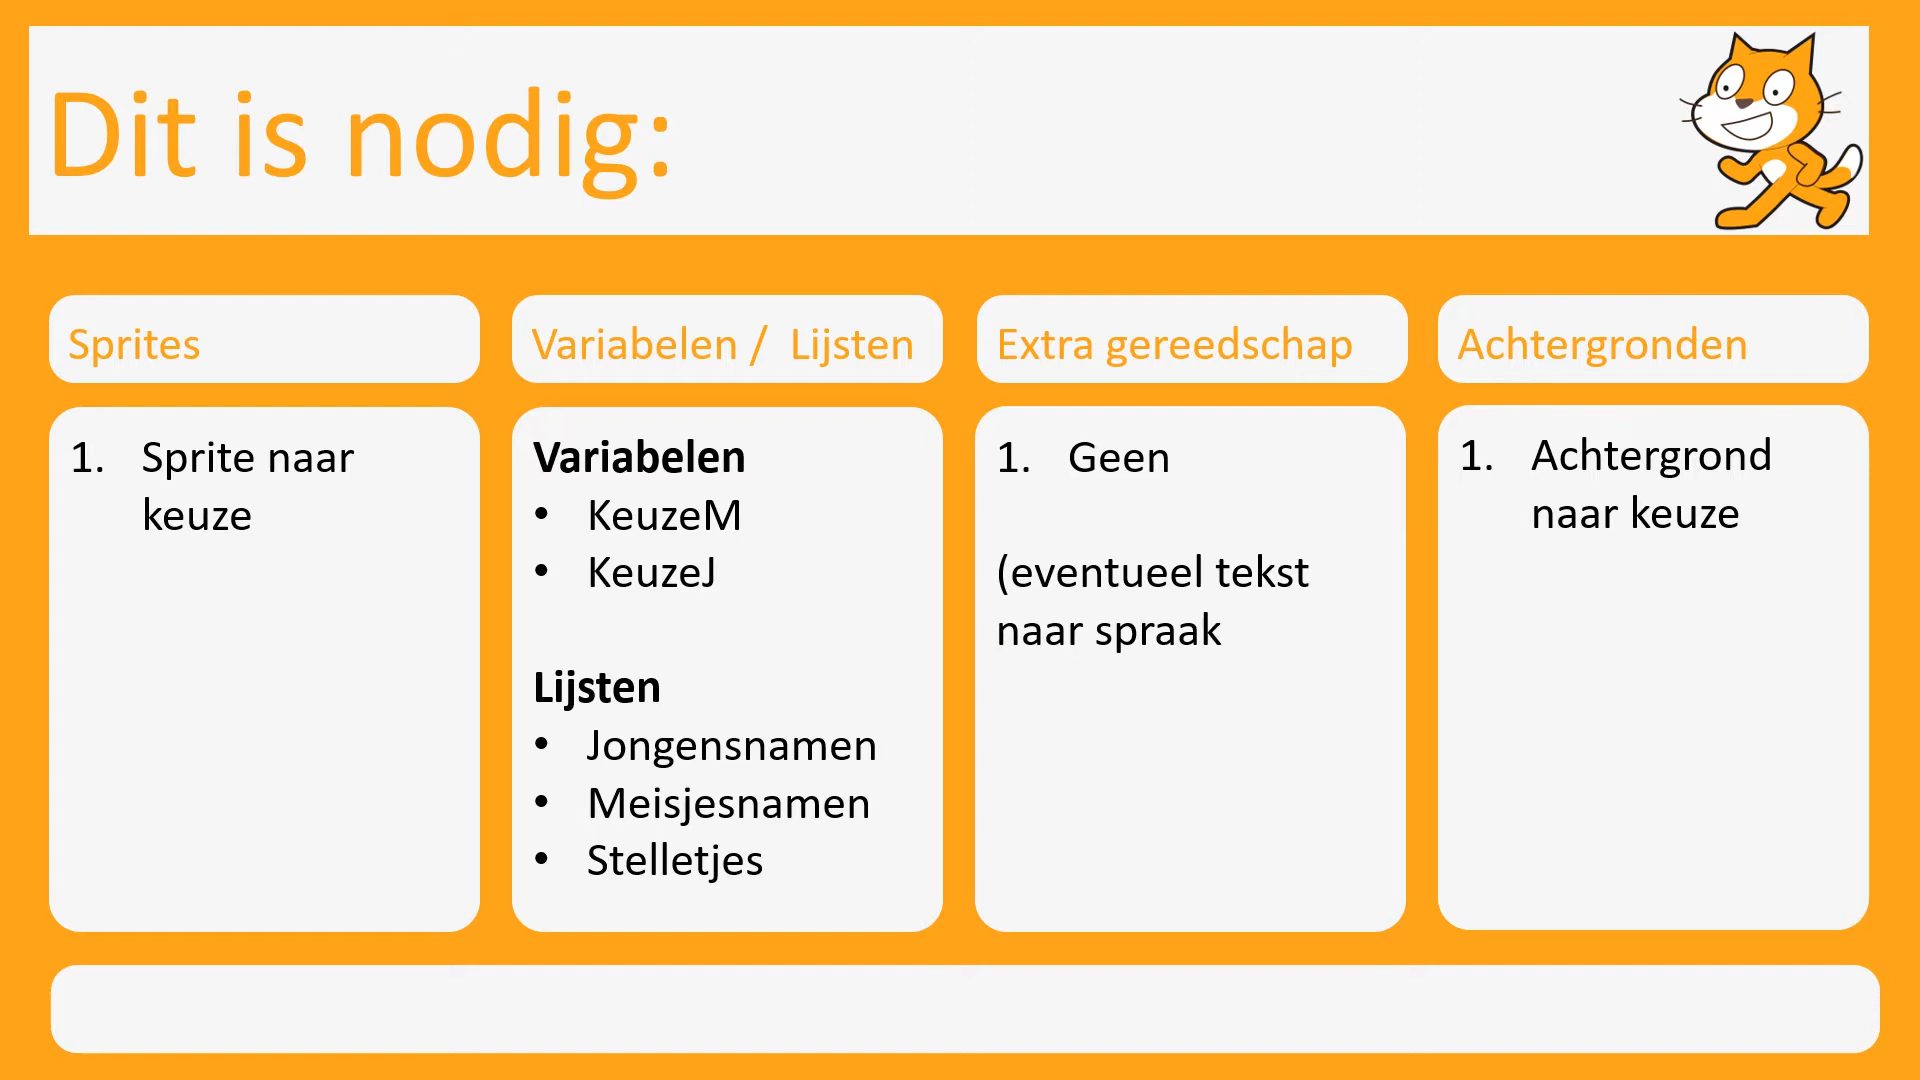 Dit is nodig:
Sprites
1. Sprite naar
keuze
Variabelen / Lijsten
Variabelen
• KeuzeM
• KeuzeJ
Lijsten
• Jongensnamen
• Meisjesnamen
• Stelletjes
Extra gereedschap
1. Geen
(eventueel tekst
naar spraak
Achtergronden
1. Achtergrond
naar keuze